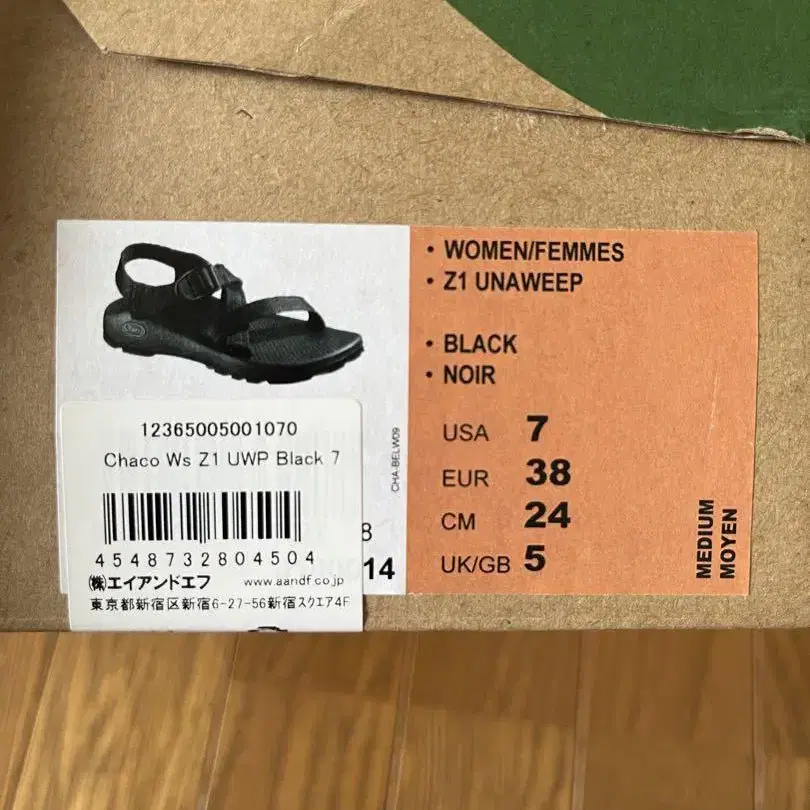 • WOMEN/FEMMES
• Z1 UNAWEEP
• BLACK
• NOIR
USA 7
EUR 38
CM 24
UK/GB 5
MEDIUM
MOYEN
CHA-BELW09
8
14
12365005001070
Chaco Ws Z1 UWP Black 7
4548732804504
㈱エイアンドエフ www.aandf.co.jp
東京都新宿区新宿6-27-56新宿スクエア4F